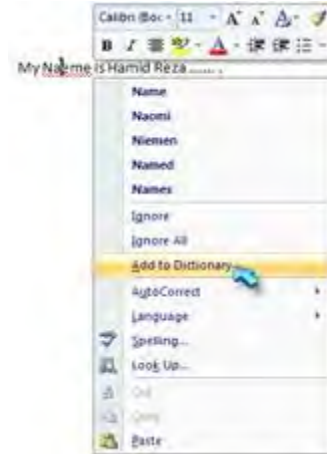 Calibri (Boc 11
B I
My Naeme is Hamid Reza ....... .
Name
Naomi
Niemen
Named
Names
Ignore
Ignore All
Add to Dictionary
AutoCorrect
Language
Spelling...
Look Up...
Cut
Copy
Paste